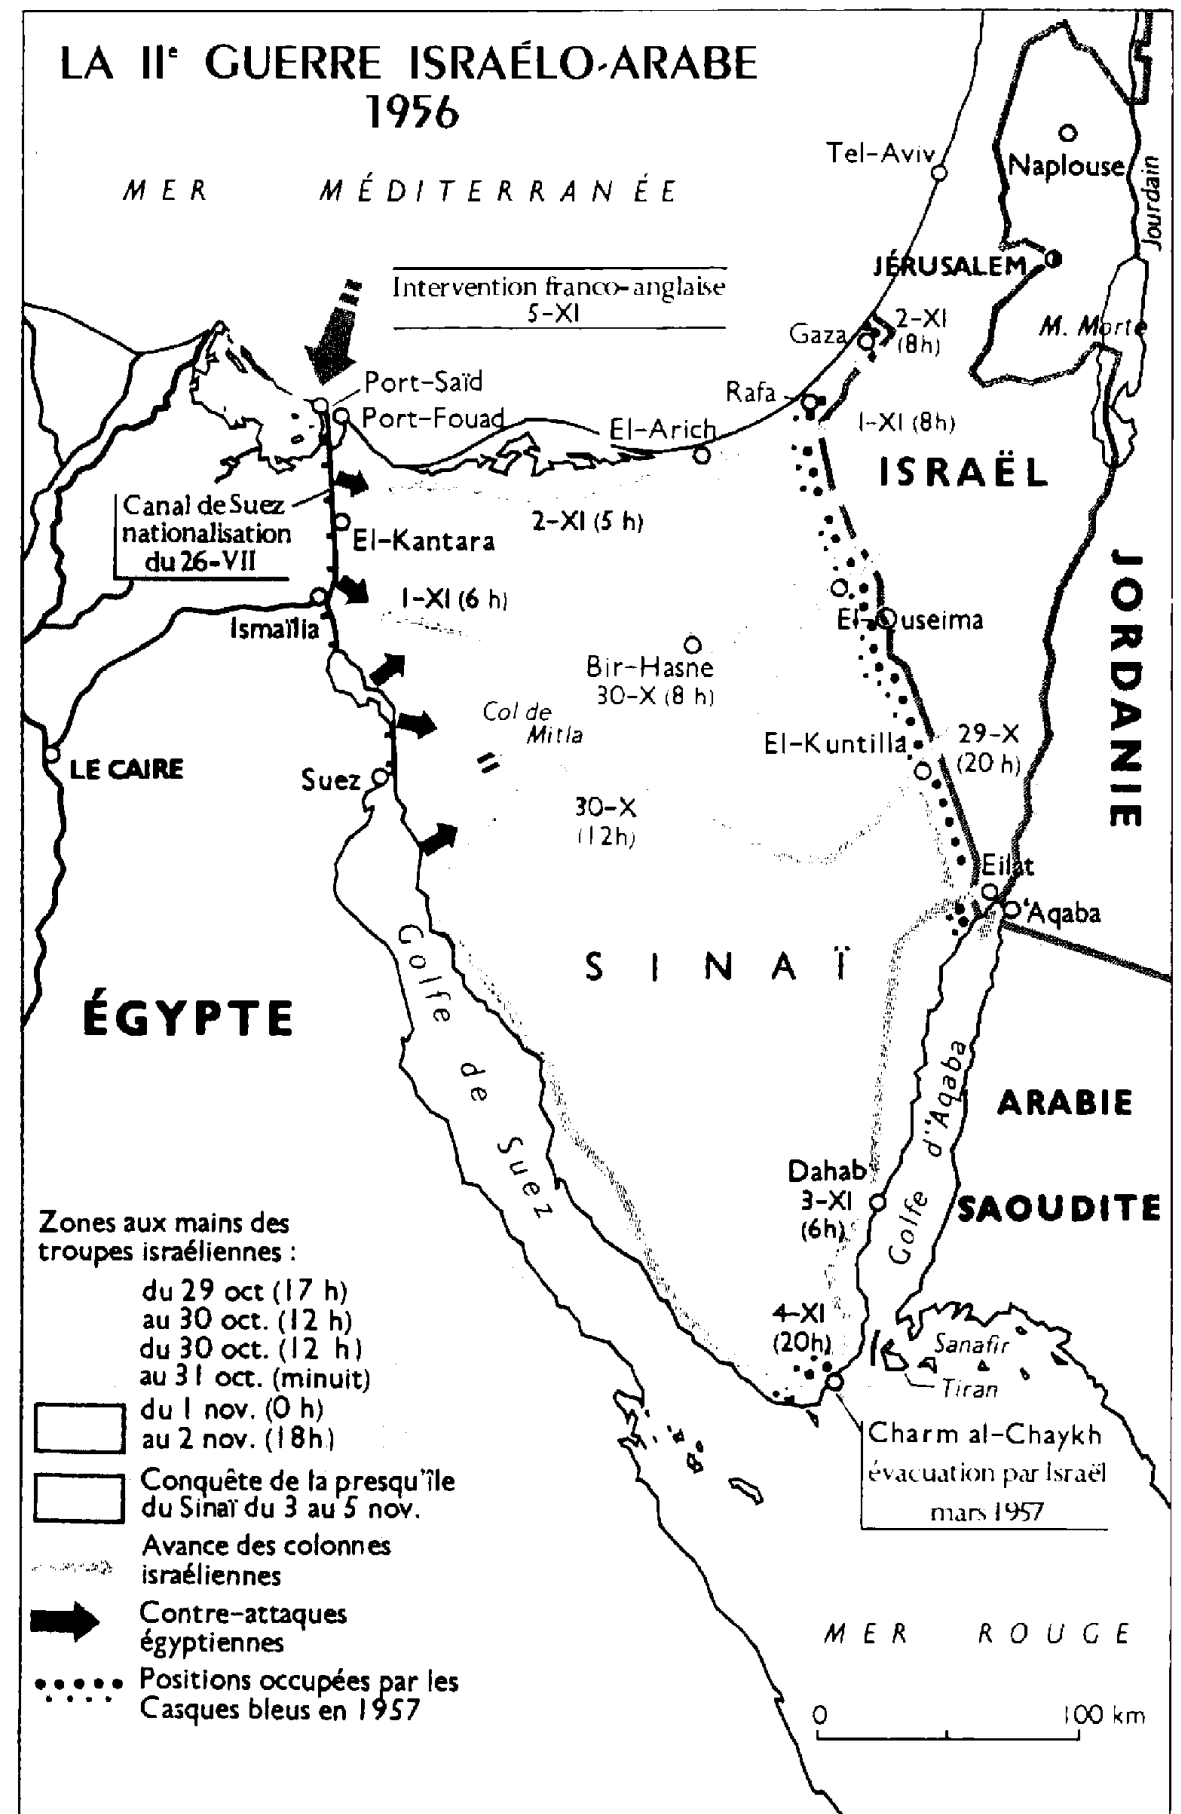 LA IIe GUERRE ISRAÉLO-ARABE
1956
MER MÉDITERRANÉE
Tel-Aviv
Naplouse
Jourdain
JÉRUSALEM
M. Morte
Intervention franco-anglaise
5-XI
Gaza
2-XI
(8h)
Port-Saïd
Port-Fouad
Rafa
El-Arich
1-XI (8h)
ISRAËL
Canal de Suez
nationalisation
du 26-VII
2-XI (5 h)
El-Kantara
1-XI (6 h)
Ismaïlia
El-Quseima
JORDANIE
Bir-Hasne
30-X (8 h)
Col de
Mitla
El-Kuntilla
29-X
(20 h)
LE CAIRE
Suez
30-X
(12h)
Eilat
'Aqaba
SINAÏ
Golfe de Suez
ÉGYPTE
Golfe d'Aqaba
ARABIE
SAOUDITE
Dahab
3-XI
(6h)
4-XI
(20h)
Sanafir
Tiran
Charm al-Chaykh
évacuation par Israël
mars 1957
Zones aux mains des
troupes israéliennes :
du 29 oct (17 h)
au 30 oct. (12 h)
du 30 oct. (12 h)
au 31 oct. (minuit)
du 1 nov. (0 h)
au 2 nov. (18h)
Conquête de la presqu'île
du Sinaï du 3 au 5 nov.
Avance des colonnes
israéliennes
Contre-attaques
égyptiennes
Positions occupées par les
Casques bleus en 1957
MER ROUGE
0 100 km